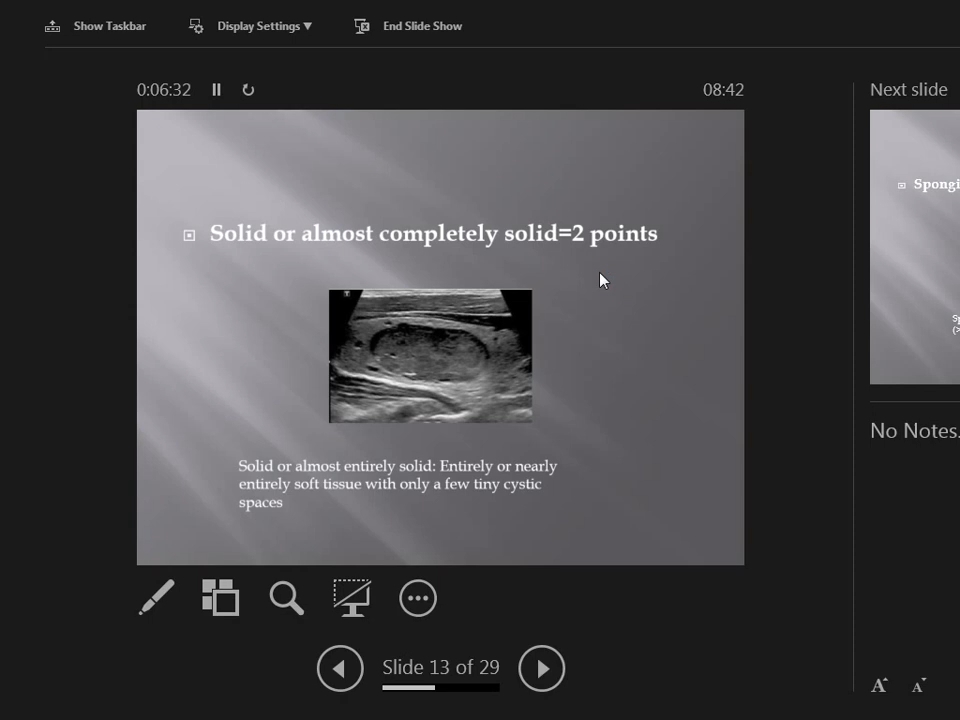 Show Taskbar
Display Settings ▼
End Slide Show
0:06:32
08:42
Next slide
Solid or almost completely solid=2 points
Solid or almost entirely solid: Entirely or nearly
entirely soft tissue with only a few tiny cystic
spaces
Spongi
Sp
(>
No Notes.
Slide 13 of 29
A
A